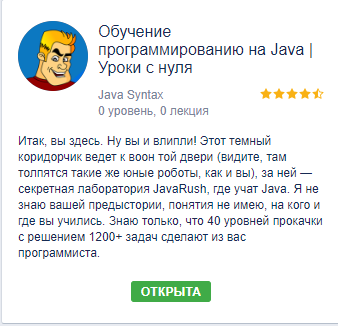 Обучение
программированию на Java |
Уроки с нуля
Java Syntax
0 уровень, 0 лекция
Итак, вы здесь. Ну вы и влипли! Этот темный
коридорчик ведет к воон той двери (видите, там
толпятся такие же юные роботы, как и вы), за ней —
секретная лаборатория JavaRush, где учат Java. Я не
знаю вашей предыстории, понятия не имею, на кого и
где вы учились. Знаю только, что 40 уровней прокачки
с решением 1200+ задач сделают из вас
программиста.
ОТКРЫТА